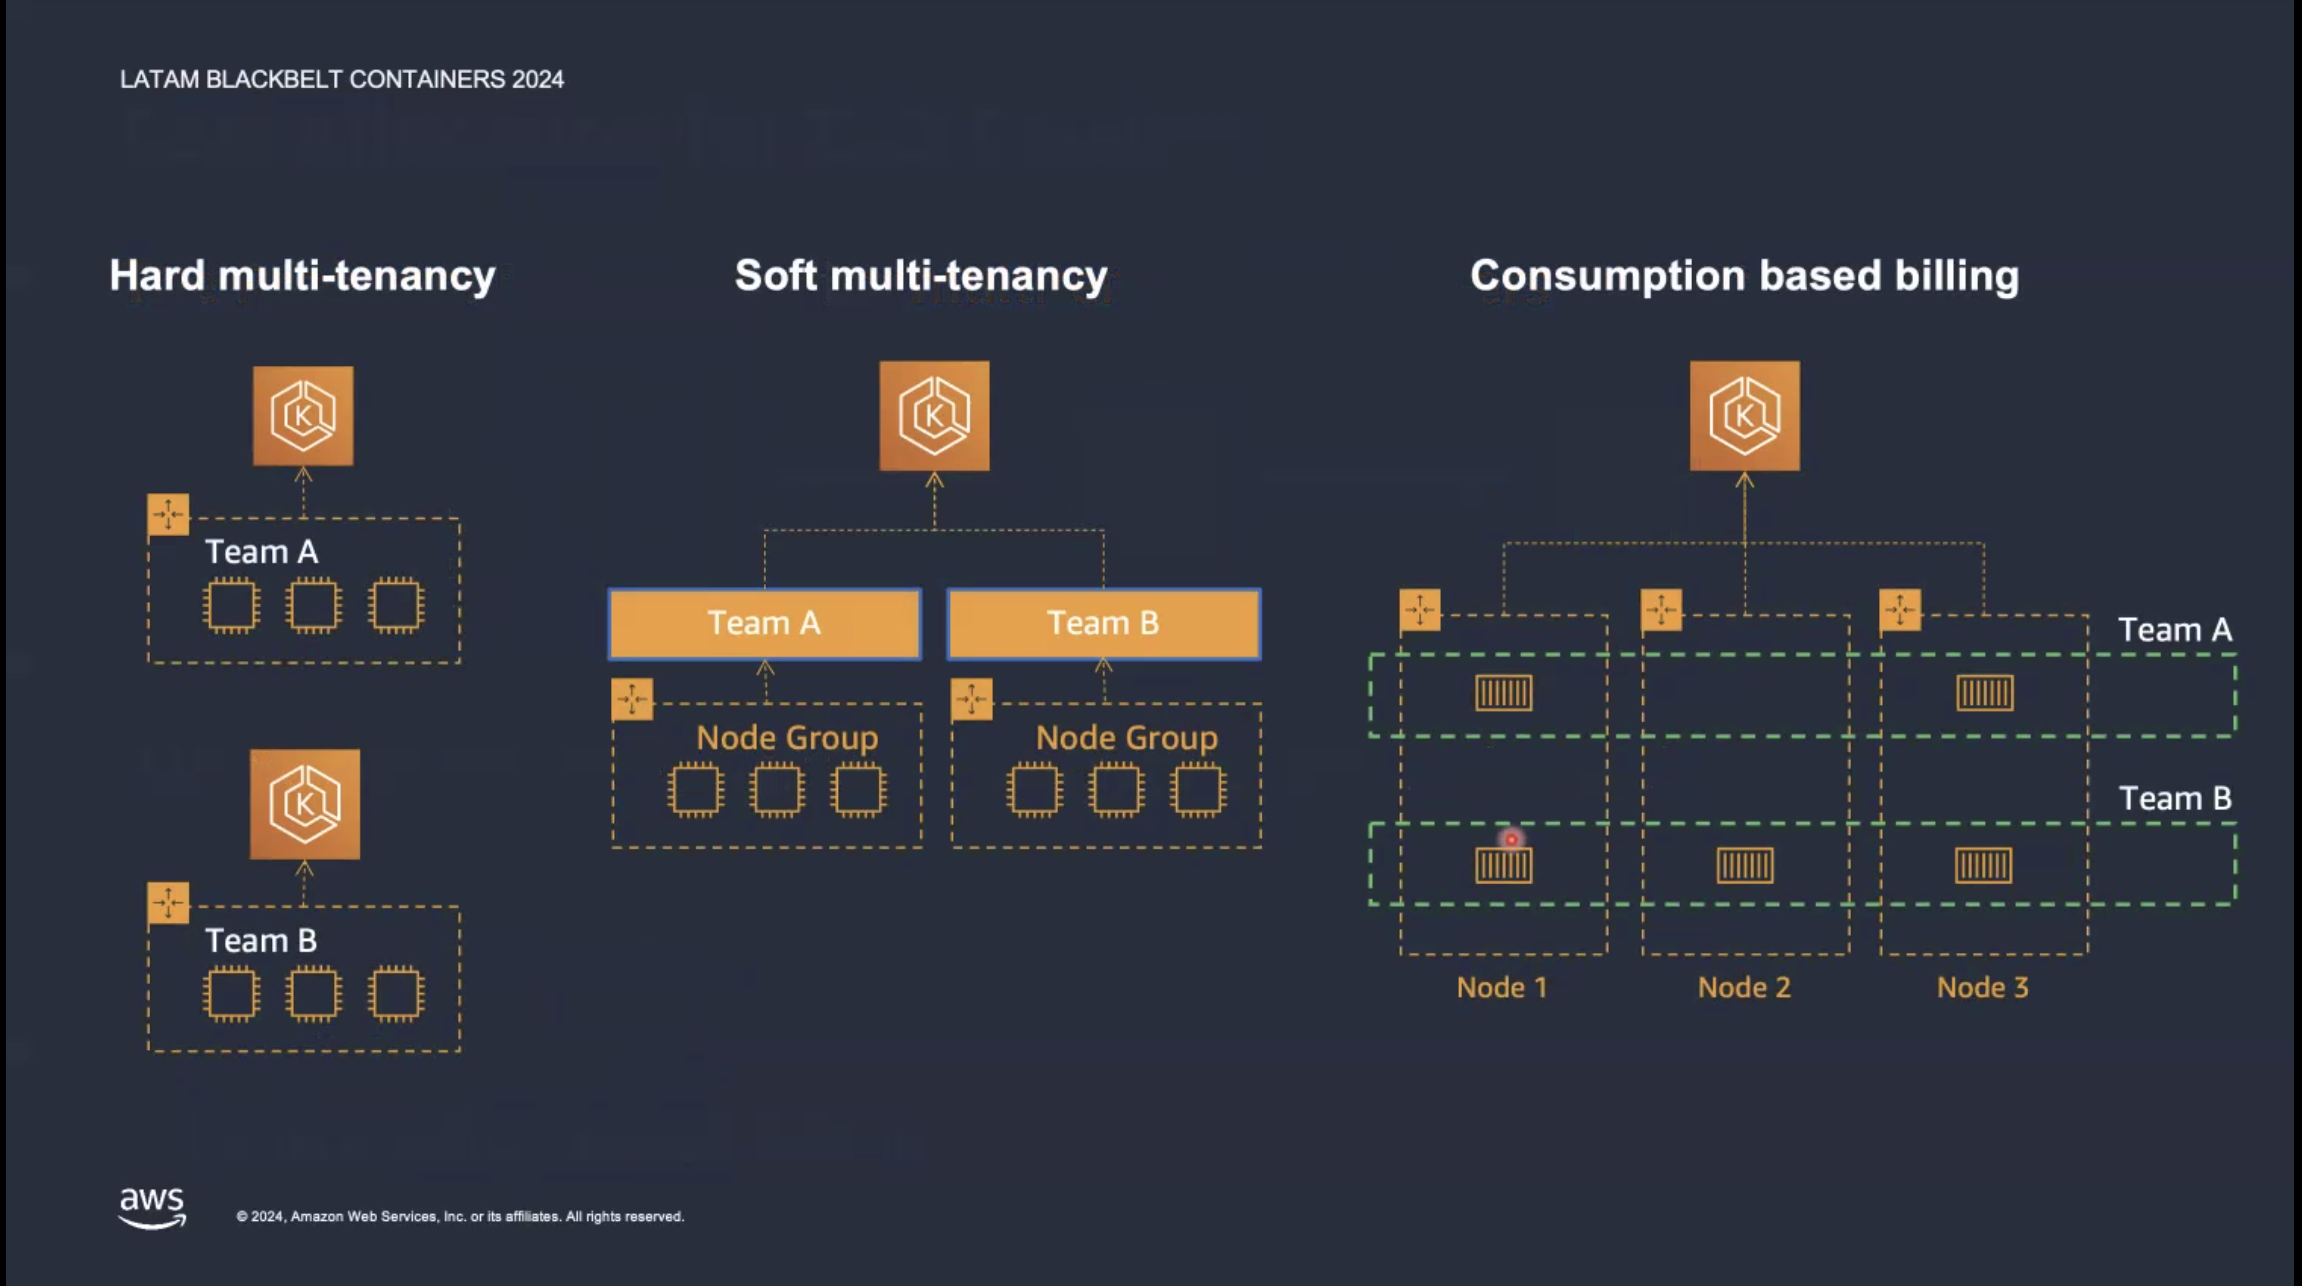 LATAM BLACKBELT CONTAINERS 2024
Hard multi-tenancy
Soft multi-tenancy
Consumption based billing
K
Team A
K
Team B
K
Team A
Team B
Node Group
Node Group
K
Team A
Team B
Node 1
Node 2
Node 3
aws
© 2024, Amazon Web Services, Inc. or its affiliates. All rights reserved.